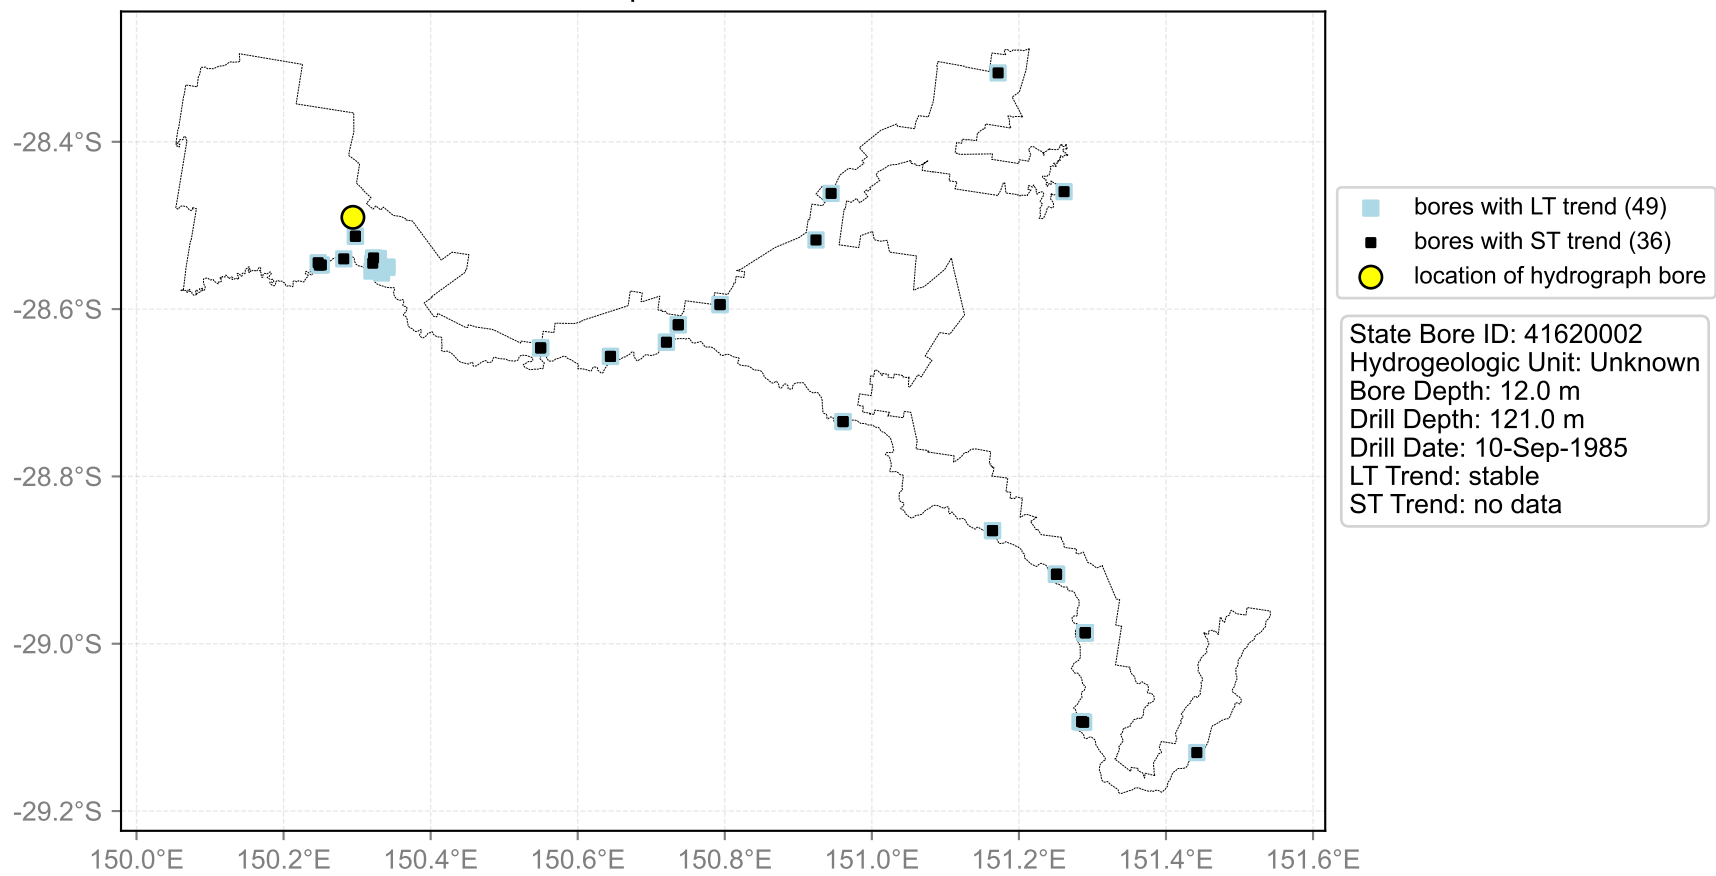 -28.4°S
-28.6°S
-28.8°S
-29.0°S
-29.2°S
150.0°E 150.2°E 150.4°E 150.6°E 150.8°E 151.0°E 151.2°E 151.4°E 151.6°E
bores with LT trend (49)
bores with ST trend (36)
location of hydrograph bore
State Bore ID: 41620002
Hydrogeologic Unit: Unknown
Bore Depth: 12.0 m
Drill Depth: 121.0 m
Drill Date: 10-Sep-1985
LT Trend: stable
ST Trend: no data